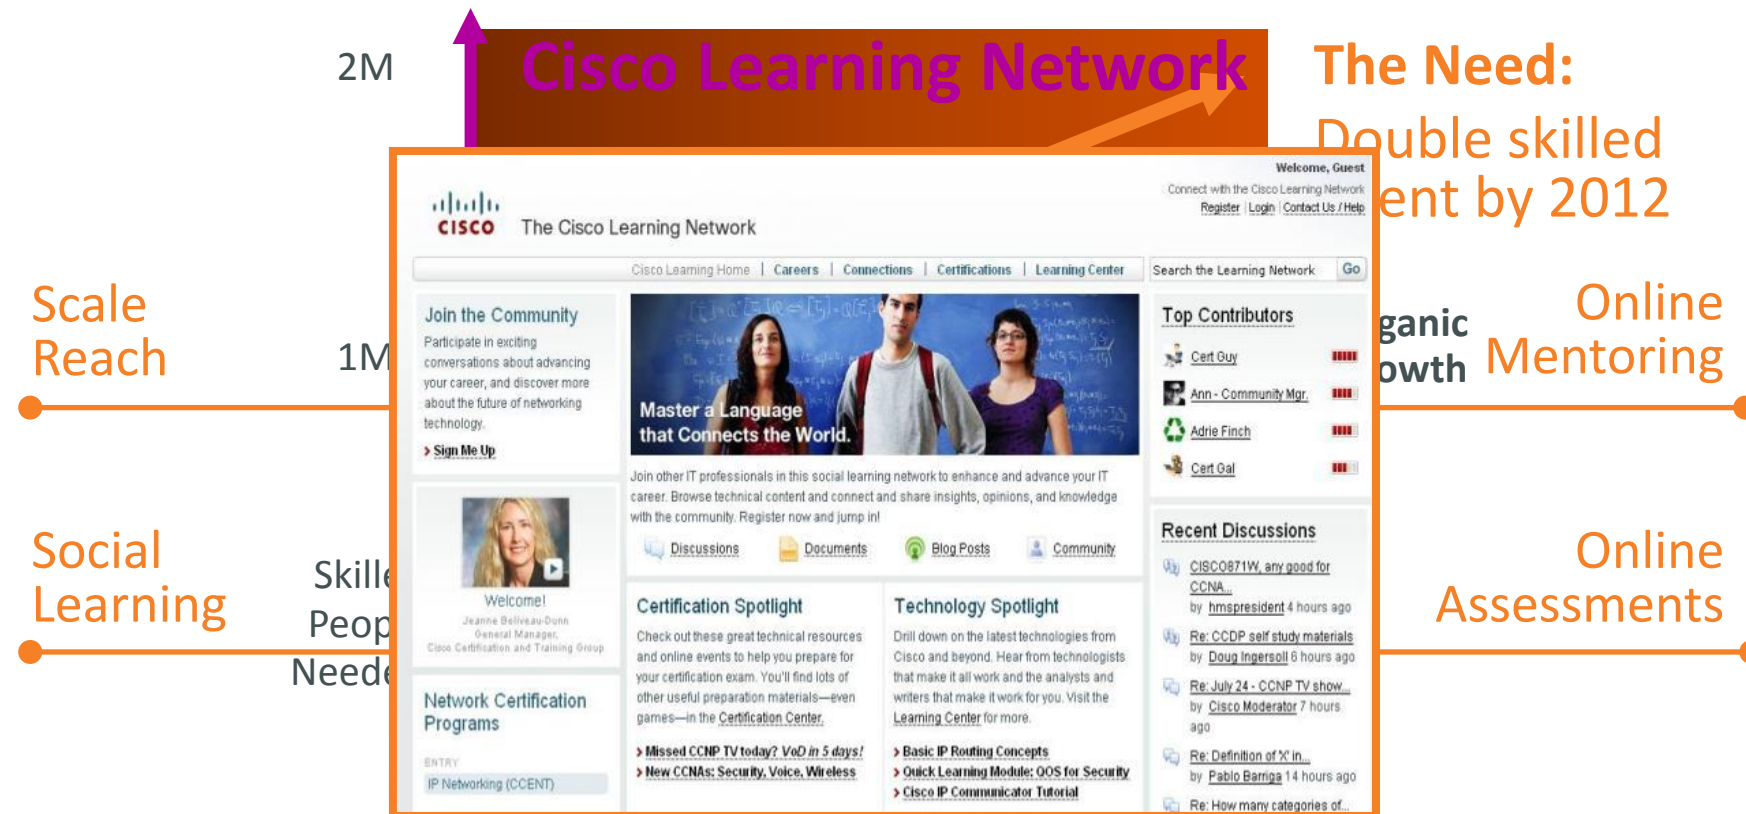 2M
Cisco Learning Network
The Need:
Double skilled
ent by 2012
Scale
Reach
1M
Social
Learning
Skille
Peop
Neede
ganic
owth
Online
Mentoring
Online
Assessments
Welcome, Guest
Connect with the Cisco Learning Network
Register | Login | Contact Us / Help
CISCO
The Cisco Learning Network
Cisco Learning Home | Careers | Connections | Certifications | Learning Center
Search the Learning Network Go
Join the Community
Participate in exciting
conversations about advancing
your career, and discover more
about the future of networking
technology.
Sign Me Up
Welcome!
Jeanne Beliveau-Dunn
General Manager,
Cisco Certification and Training Group
Network Certification
Programs
ENTRY
IP Networking (CCENT)
Master a Language
that Connects the World.
Join other IT professionals in this social learning network to enhance and advance your IT
career. Browse technical content and connect and share insights, opinions, and knowledge
with the community. Register now and jump in!
Discussions Documents Blog Posts Community
Certification Spotlight
Check out these great technical resources
and online events to help you prepare for
your certification exam. You'll find lots of
other useful preparation materials—even
games—in the Certification Center.
Missed CCNP TV today? VoD in 5 days!
New CCNAs: Security, Voice, Wireless
Technology Spotlight
Drill down on the latest technologies from
Cisco and beyond. Hear from technologists
that make it all work and the analysts and
writers that make it work for you. Visit the
Learning Center for more.
Basic IP Routing Concepts
Quick Learning Module: QOS for Security
Cisco IP Communicator Tutorial
Top Contributors
Cert Guy
Ann - Community Mgr.
Adrie Finch
Cert Gal
Recent Discussions
CISCO871W, any good for
CCNA...
by hmspresident 4 hours ago
Re: CCDP self study materials
by Doug Ingersoll 6 hours ago
Re: July 24 - CCNP TV show...
by Cisco Moderator 7 hours
ago
Re: Definition of 'X' in...
by Pablo Barriga 14 hours ago
Re: How many categories of...